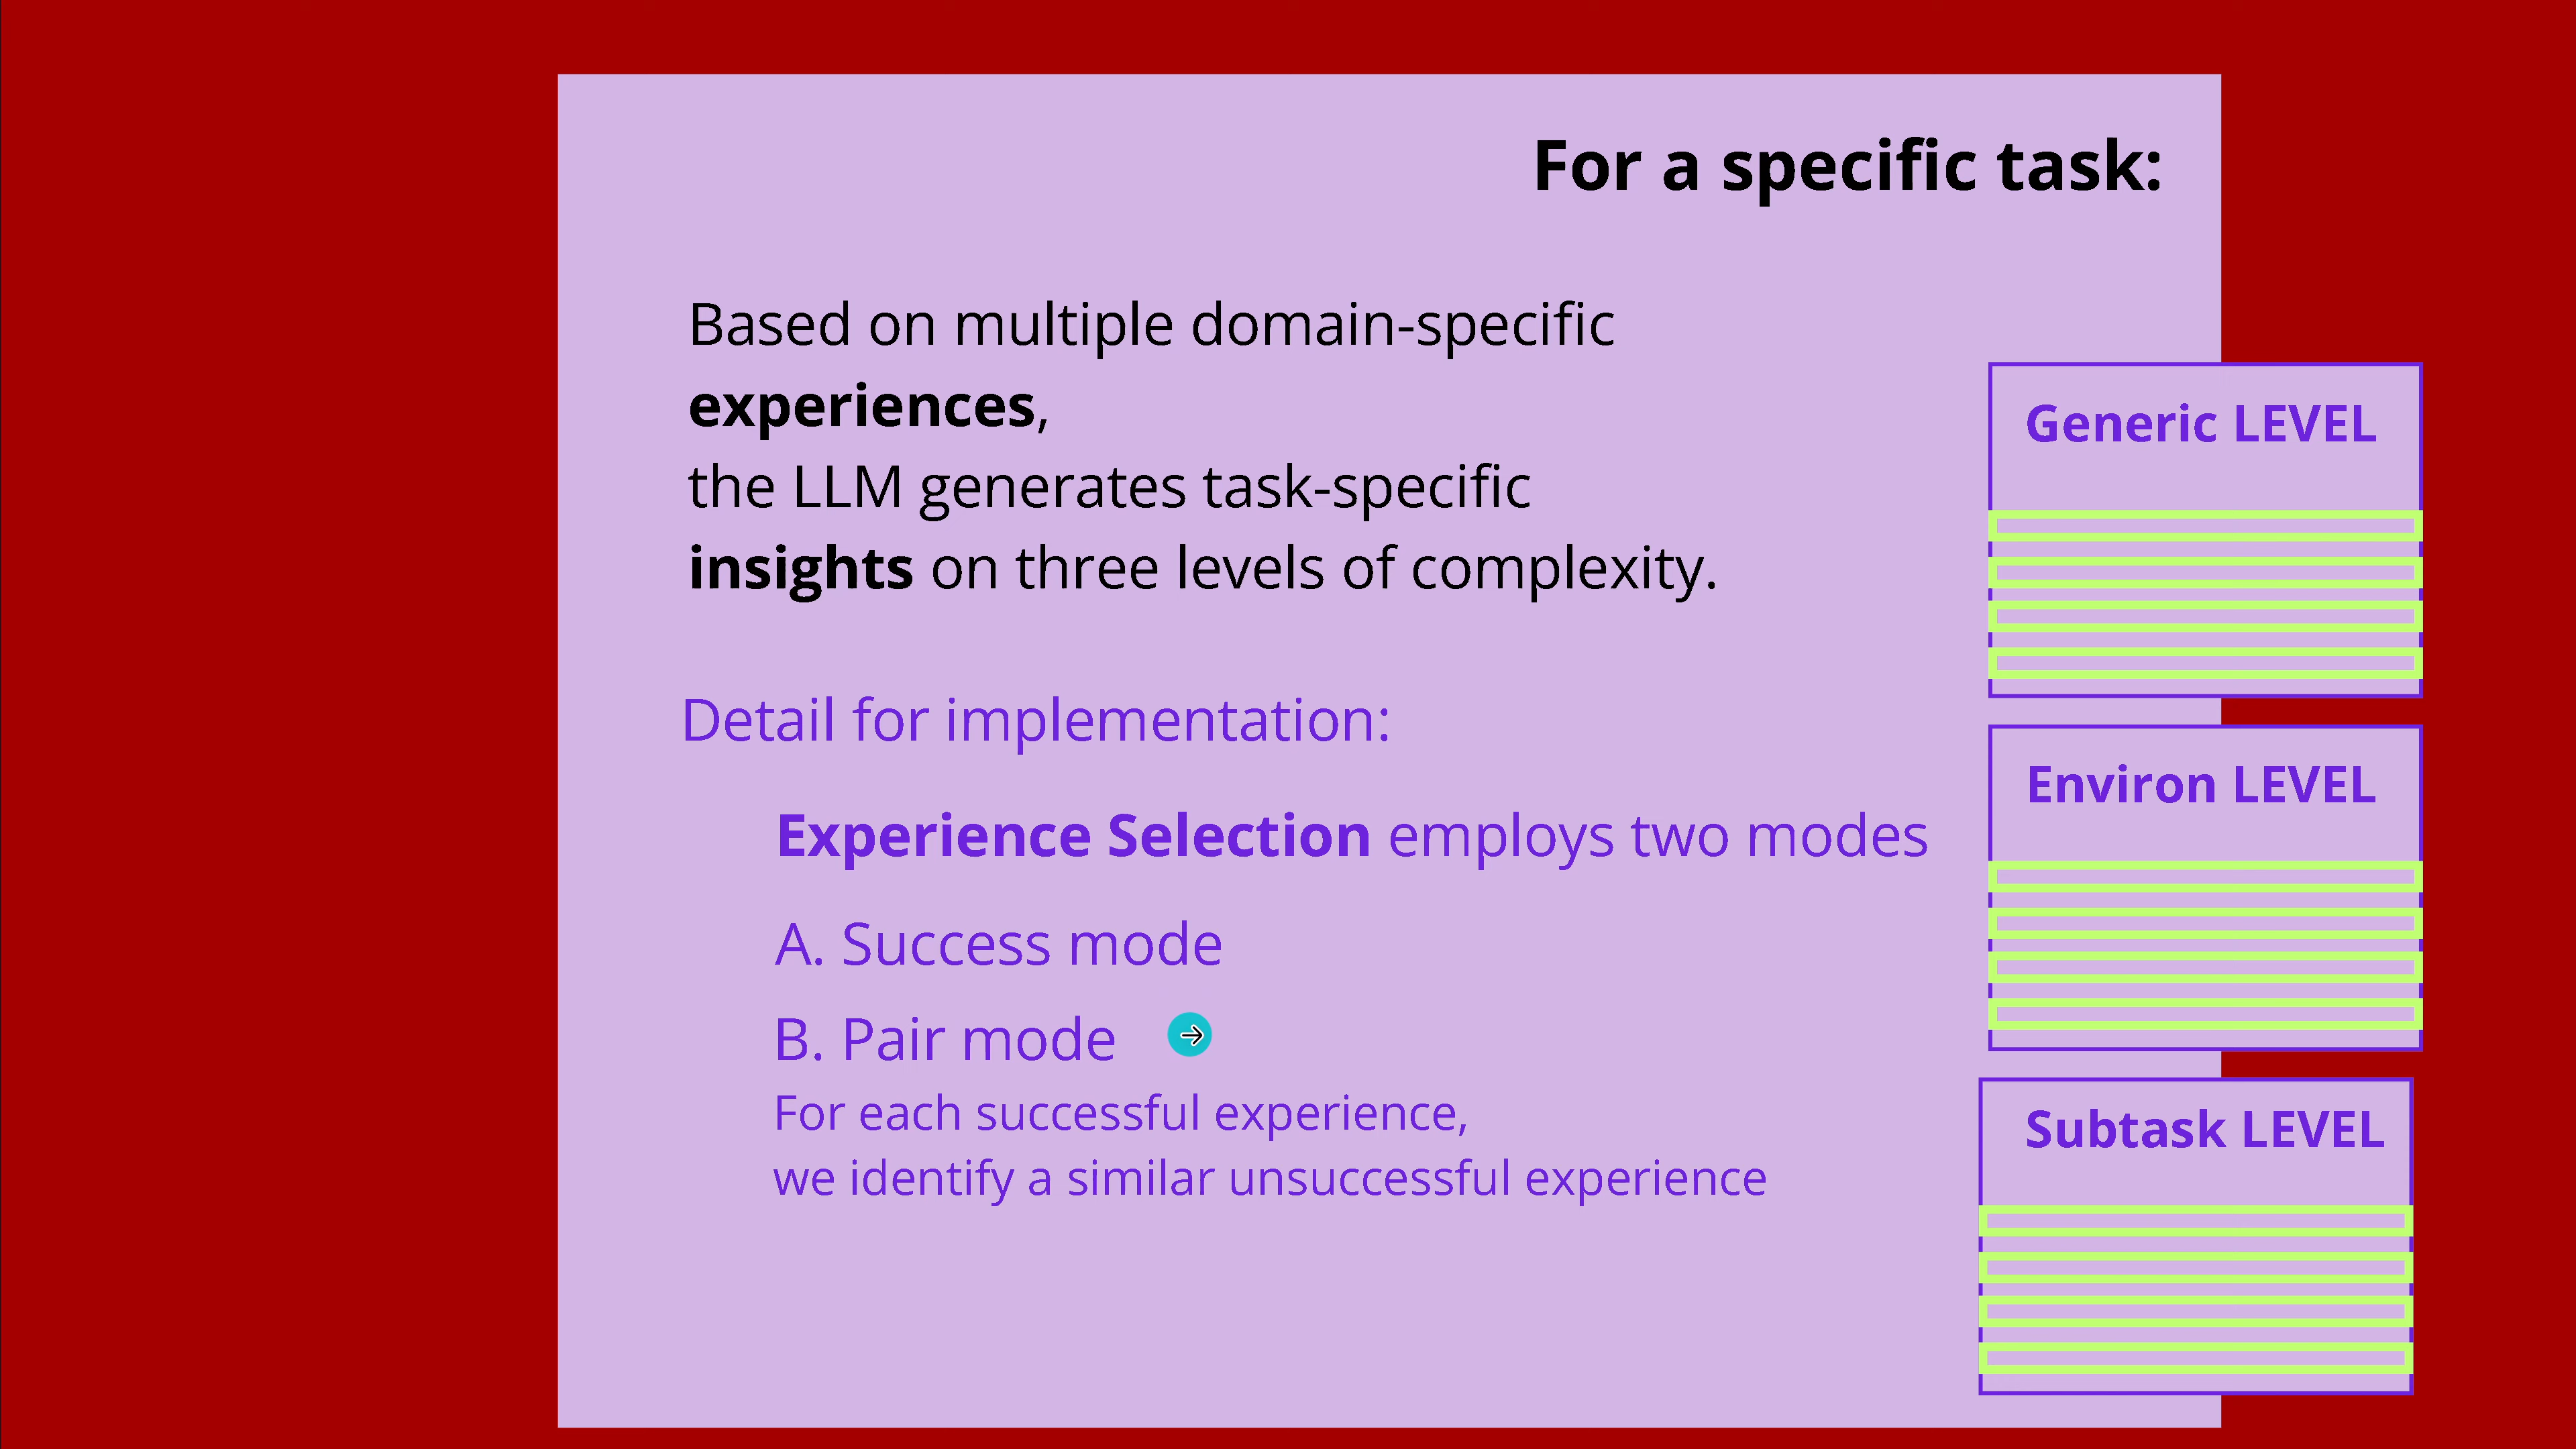 For a specific task:
Based on multiple domain-specific
experiences,
the LLM generates task-specific
insights on three levels of complexity.
Detail for implementation:
Experience Selection employs two modes
A. Success mode
B. Pair mode
For each successful experience,
we identify a similar unsuccessful experience
Generic LEVEL
Environ LEVEL
Subtask LEVEL